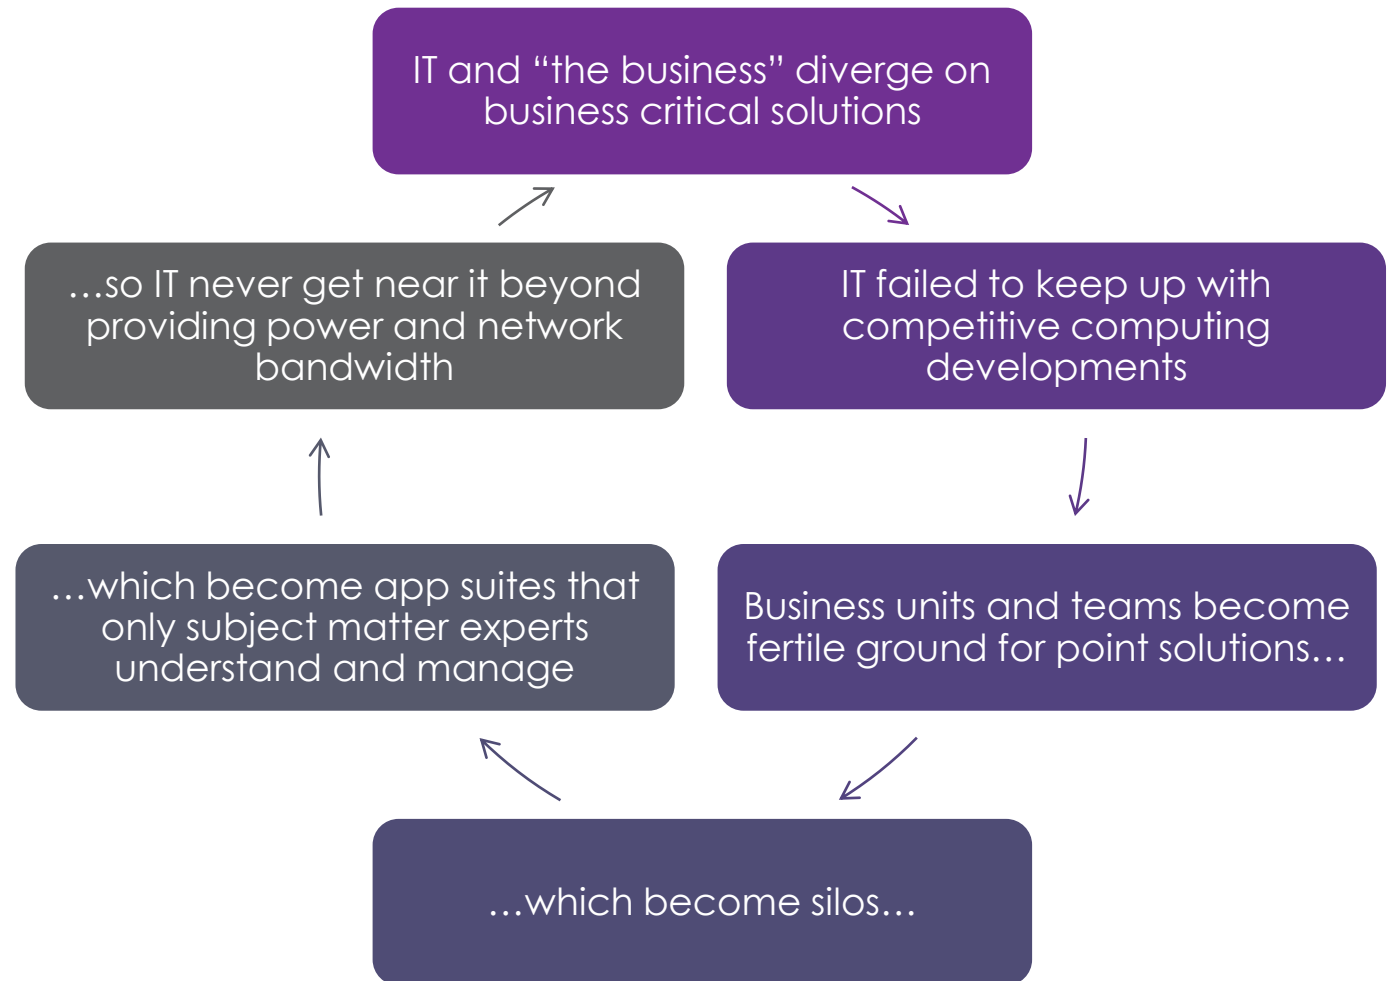 IT and “the business” diverge on
business critical solutions
IT failed to keep up with
competitive computing
developments
Business units and teams become
fertile ground for point solutions…
…which become silos…
…which become app suites that
only subject matter experts
understand and manage
…so IT never get near it beyond
providing power and network
bandwidth